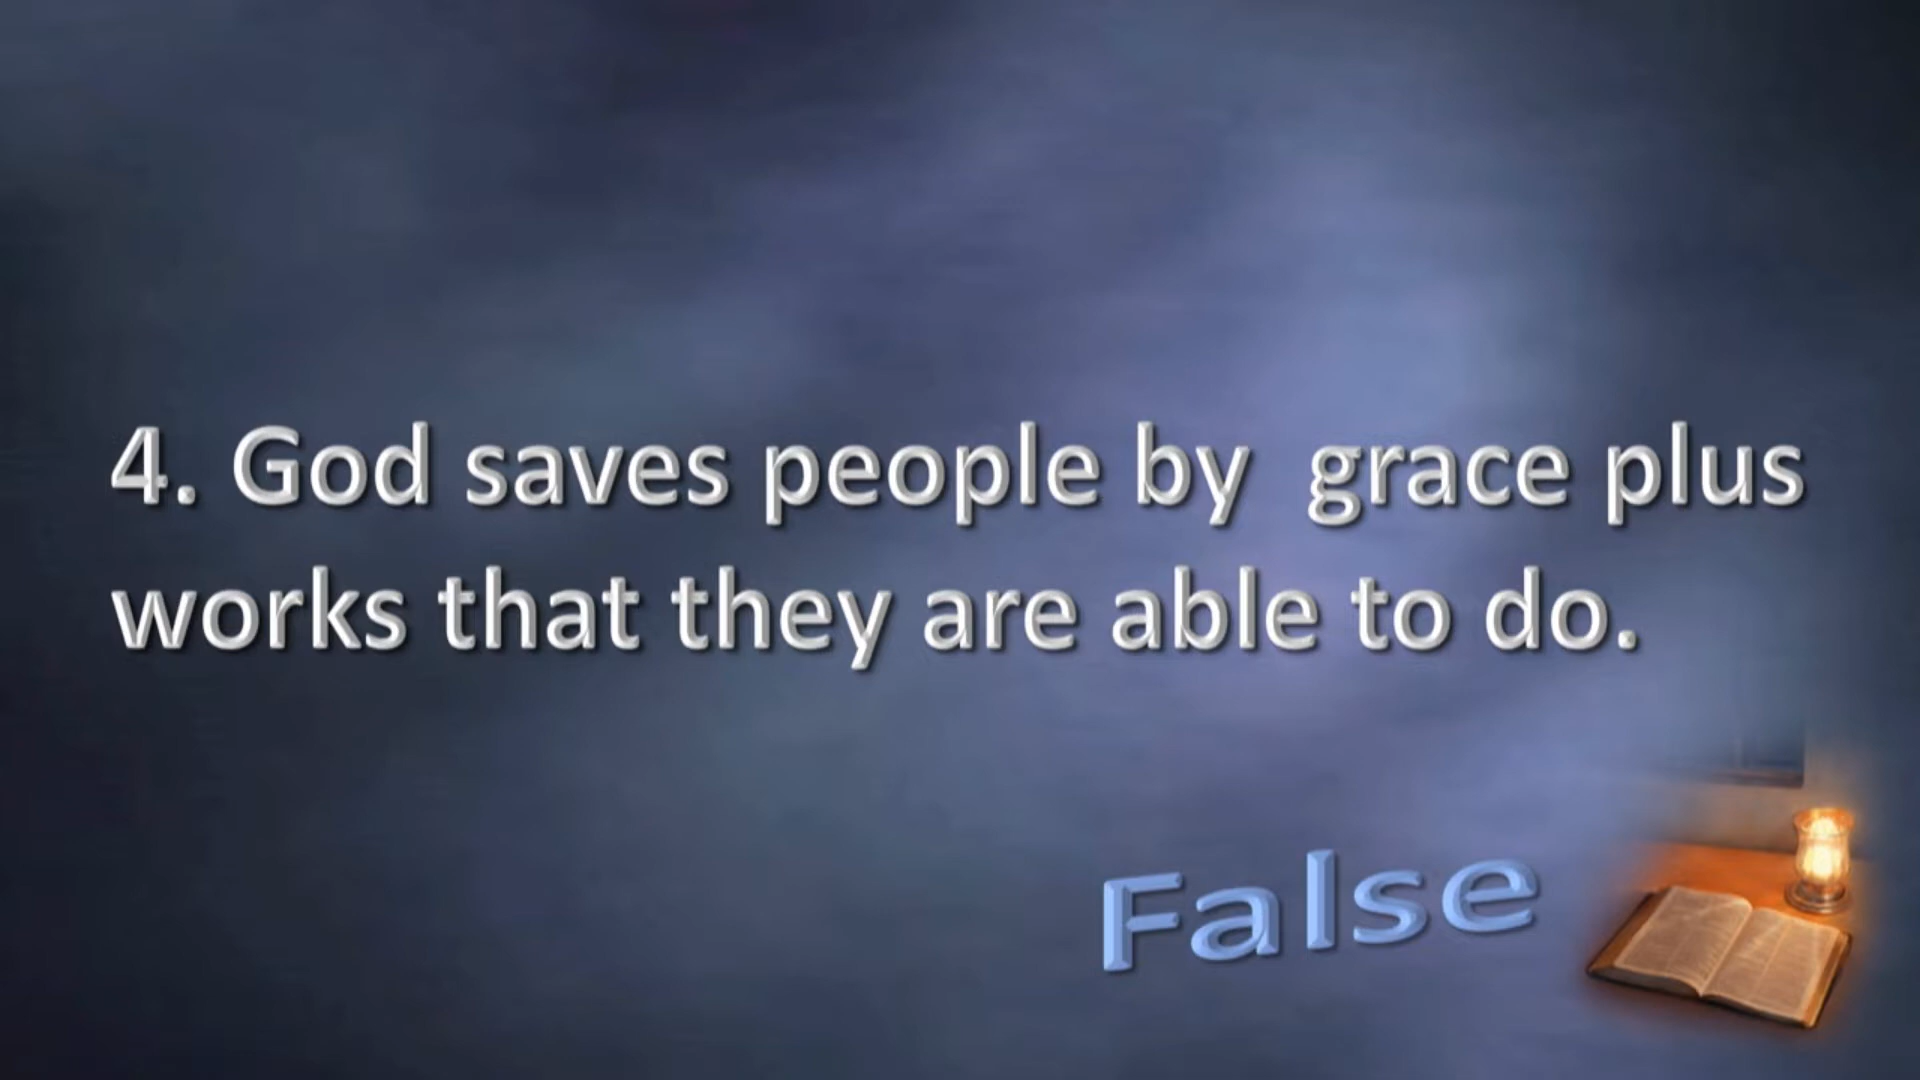 4. God saves people by  grace plus
works that they are able to do.
False